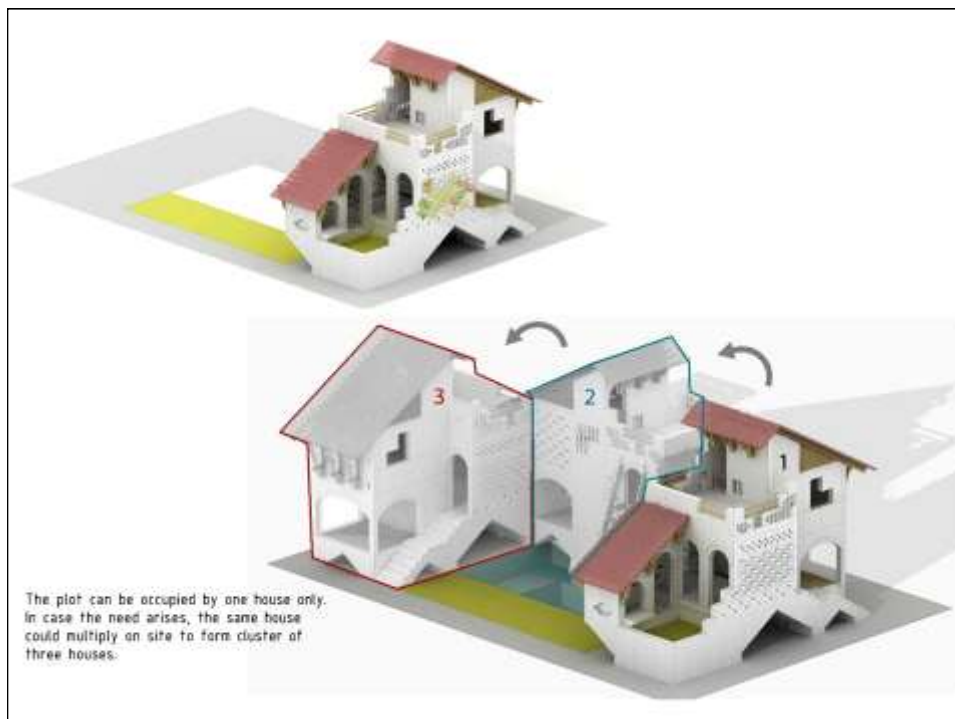 3
2
1
The plot can be occupied by one house only.
In case the need arises, the same house
could multiply on site to form cluster of
three houses.